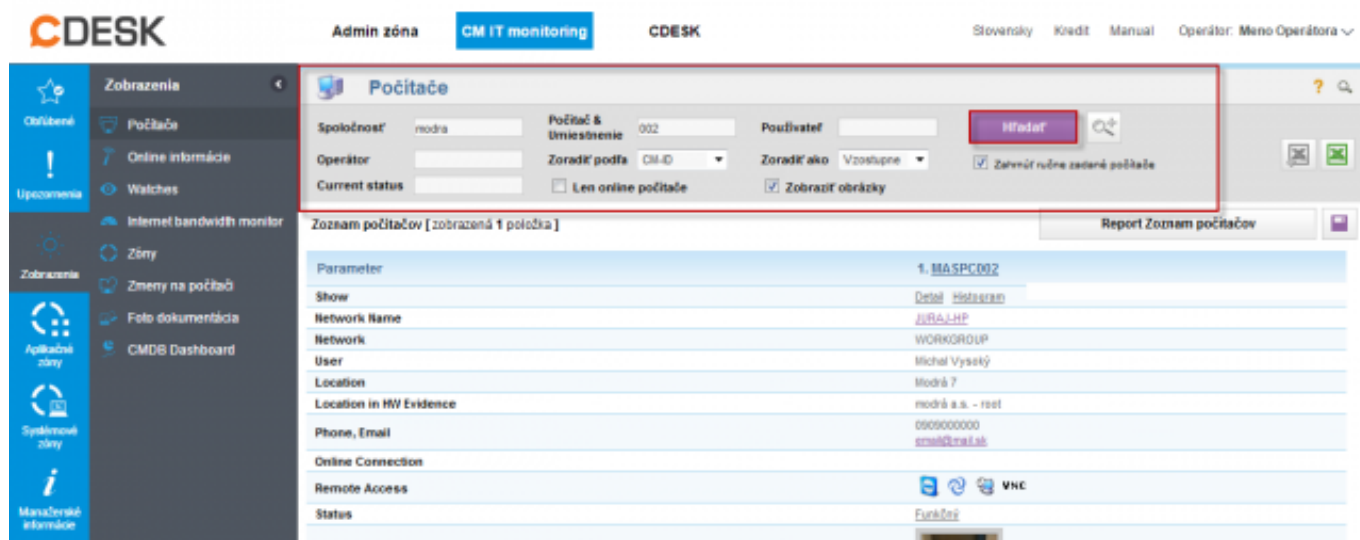 CDESK
Admin zóna CM IT monitoring CDESK Slovensky Kredit Manual Operátor: Meno Operátora
Obľúbené
Upozornenia
Zobrazenia
Aplikačné zóny
Systémové zóny
Manažerské informácie
Zobrazenia
Počítače
Online informácie
Watches
Internet bandwidth monitor
Zóny
Zmeny na počítači
Foto dokumentácia
CMDB Dashboard
Počítače
Spoločnosť modra Počítač & Umiestnenie 002 Používateľ Hľadať
Operátor Zoradiť podľa CM-ID Zoradiť ako Vzostupne Zahrnúť ručne zadané počítače
Current status Len online počítače Zobraziť obrázky
Zoznam počítačov [ zobrazená 1 položka ] Report Zoznam počítačov
Parameter 1. MASPC002
Show Detail Histogram
Network Name JURAJ-HP
Network WORKGROUP
User Michal Vysoký
Location Modrá 7
Location in HW Evidence modrá a.s. - root
Phone, Email 0909000000
email@mail.sk
Online Connection
Remote Access VNC
Status Funkčný